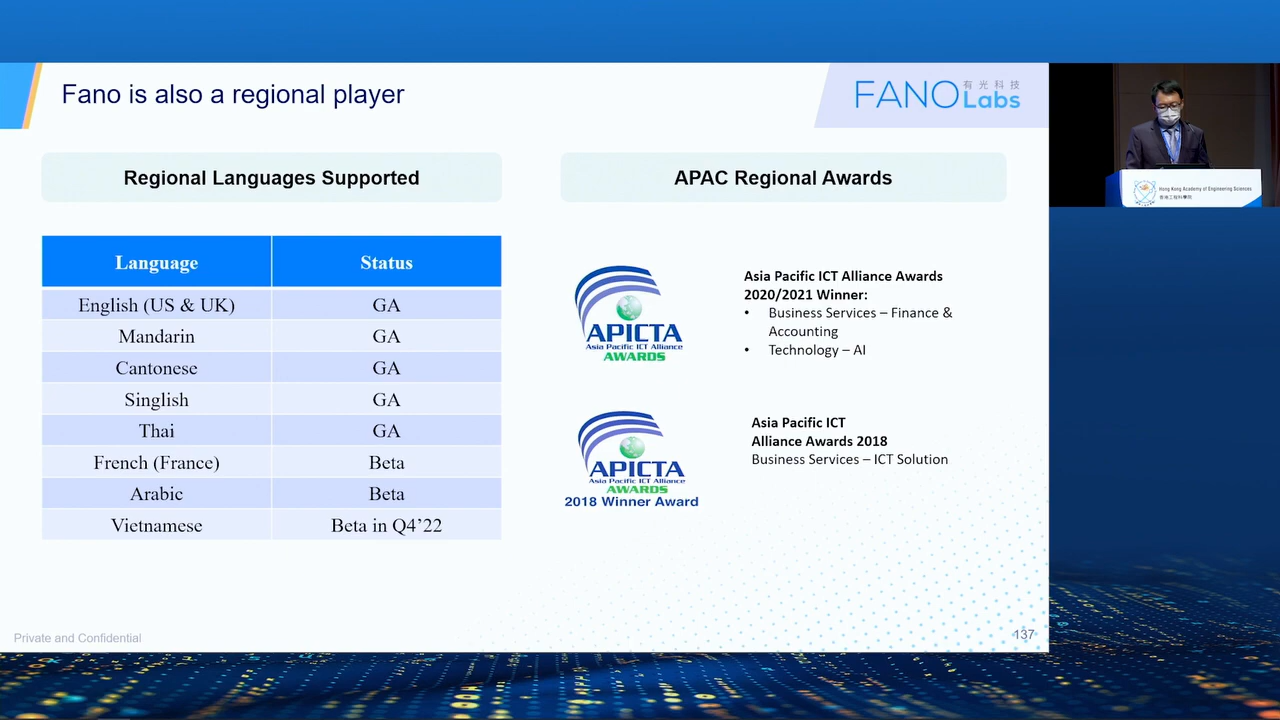 Fano is also a regional player
FANO Labs
有光科技
Regional Languages Supported
Language Status
English (US & UK) GA
Mandarin GA
Cantonese GA
Singlish GA
Thai GA
French (France) Beta
Arabic Beta
Vietnamese Beta in Q4’22
APAC Regional Awards
APICTA
Asia Pacific ICT Alliance
AWARDS
Asia Pacific ICT Alliance Awards
2020/2021 Winner:
• Business Services – Finance &
Accounting
• Technology – AI
APICTA
Asia Pacific ICT Alliance
AWARDS
2018 Winner Award
Asia Pacific ICT
Alliance Awards 2018
Business Services – ICT Solution
Private and Confidential
137
Hong Kong Academy of Engineering Sciences
香港工程科學院